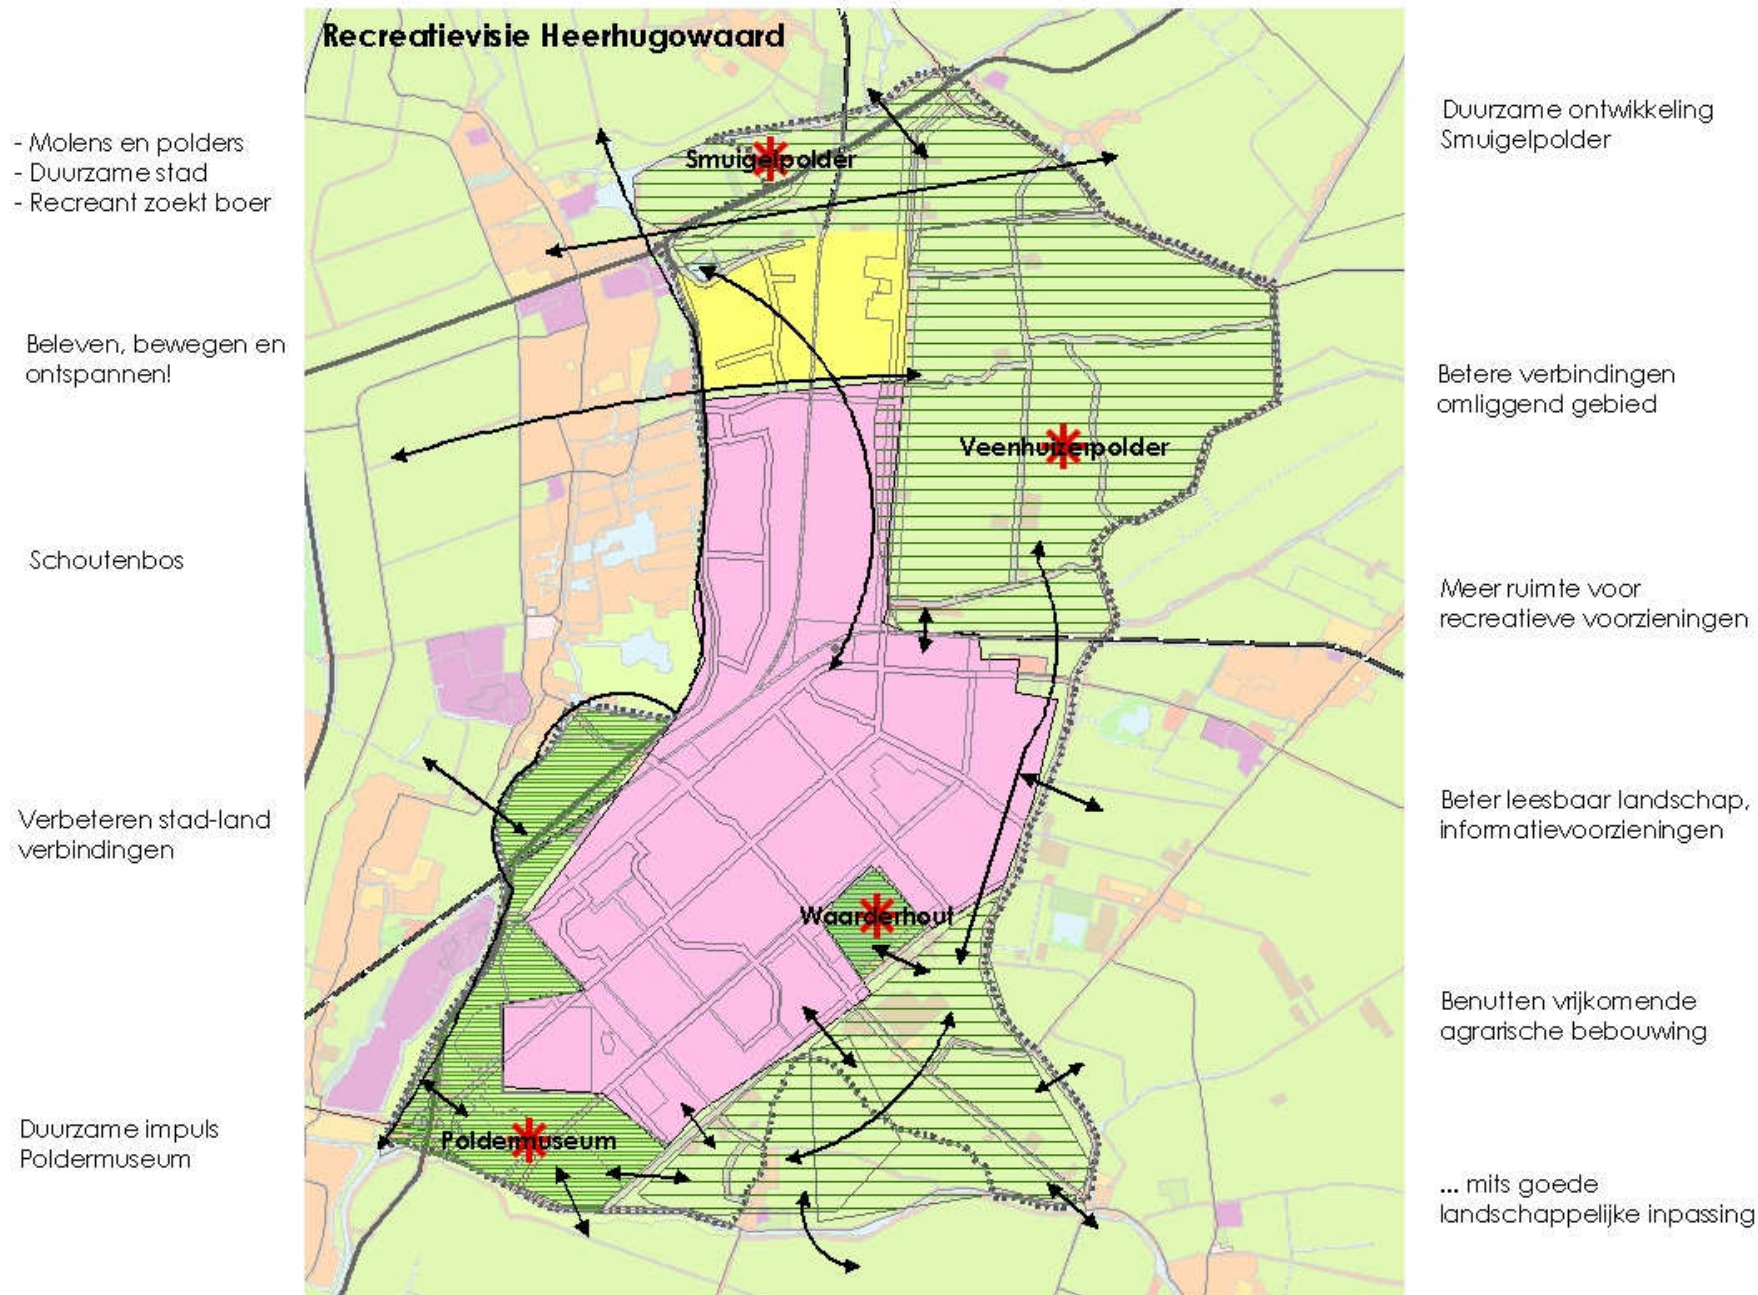 Recreatievisie Heerhugowaard
- Molens en polders
- Duurzame stad
- Recreant zoekt boer
Beleven, bewegen en
ontspannen!
Schoutenbos
Verbeteren stad-land
verbindingen
Duurzame impuls
Poldermuseum
Smuigelpolder
Veenhuizerpolder
Waarderhout
Poldermuseum
Duurzame ontwikkeling
Smuigelpolder
Betere verbindingen
omliggend gebied
Meer ruimte voor
recreatieve voorzieningen
Beter leesbaar landschap,
informatievoorzieningen
Benutten vrijkomende
agrarische bebouwing
... mits goede
landschappelijke inpassing